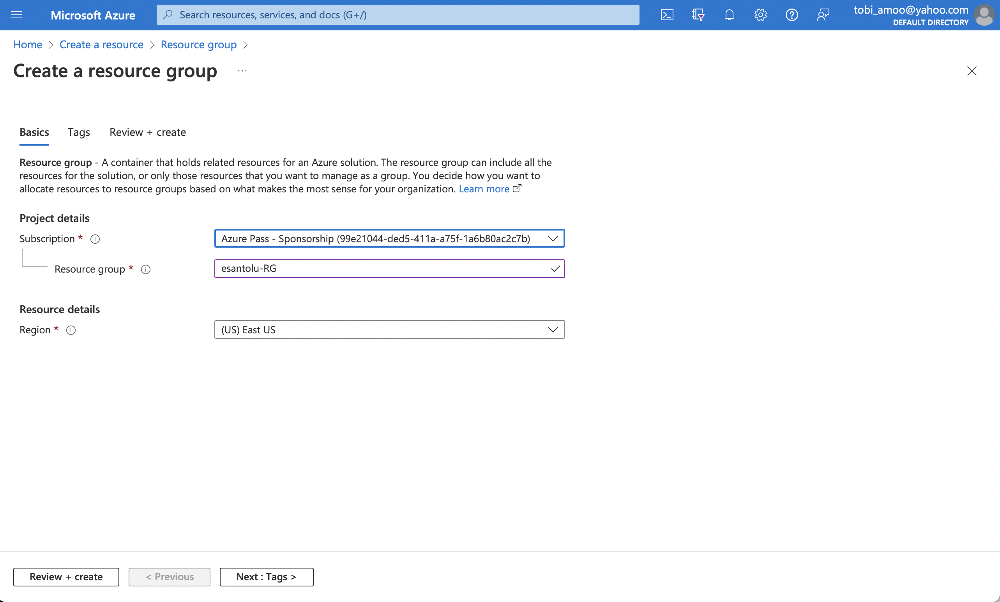 Microsoft Azure
Search resources, services, and docs (G+/)
tobi_amoo@yahoo.com
DEFAULT DIRECTORY
Home > Create a resource > Resource group >
Create a resource group ...
Basics Tags Review + create
Resource group - A container that holds related resources for an Azure solution. The resource group can include all the
resources for the solution, or only those resources that you want to manage as a group. You decide how you want to
allocate resources to resource groups based on what makes the most sense for your organization. Learn more
Project details
Subscription * Azure Pass - Sponsorship (99e21044-ded5-411a-a75f-1a6b80ac2c7b)
Resource group * esantolu-RG
Resource details
Region * (US) East US
Review + create < Previous Next : Tags >